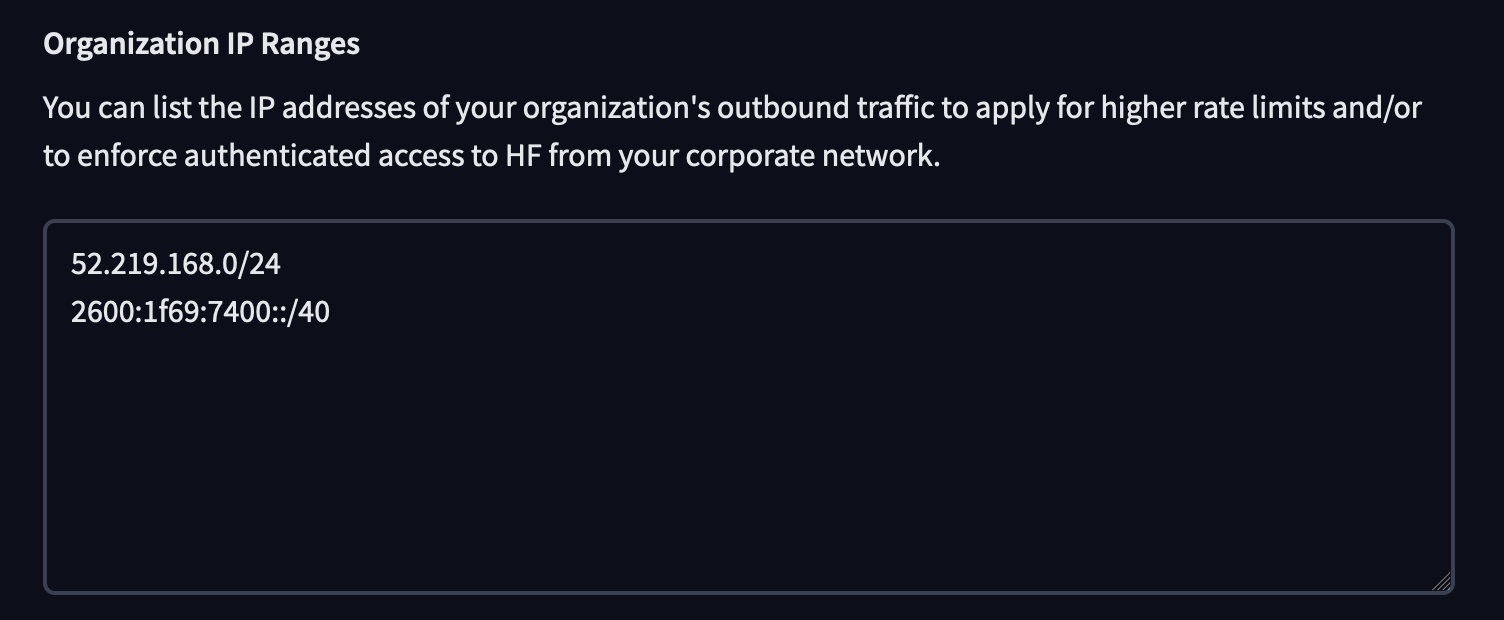 Organization IP Ranges
You can list the IP addresses of your organization's outbound traffic to apply for higher rate limits and/or
to enforce authenticated access to HF from your corporate network.
52.219.168.0/24
2600:1f69:7400::/40